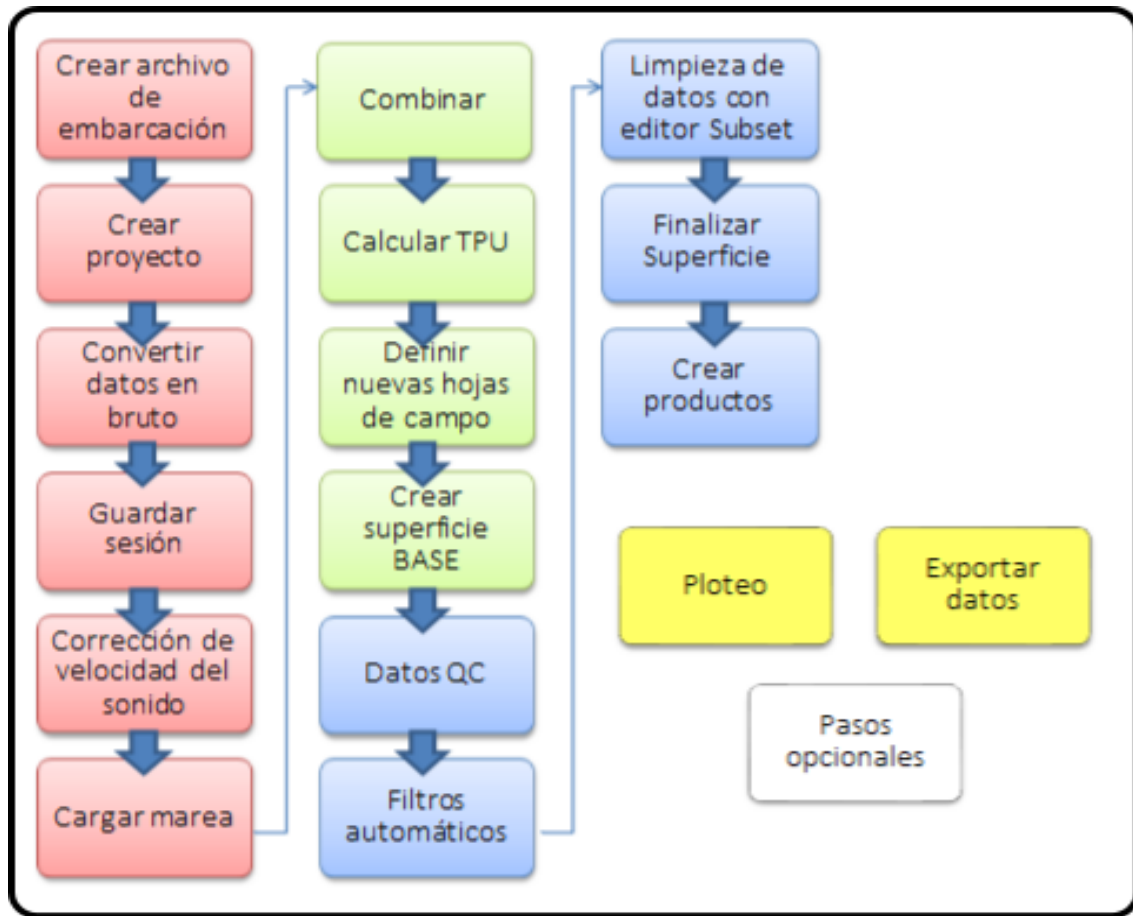 Crear archivo
de
embarcación
Crear
proyecto
Convertir
datos en
bruto
Guardar
sesión
Corrección de
velocidad del
sonido
Cargar marea
Combinar
Calcular TPU
Definir
nuevas hojas
de campo
Crear
superficie
BASE
Datos QC
Filtros
automáticos
Limpieza de
datos con
editor Subset
Finalizar
Superficie
Crear
productos
Ploteo
Exportar
datos
Pasos
opcionales